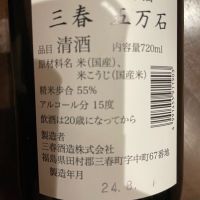 三春 五万石
品目 清酒 内容量720ml
原材料名 米(国産)、
米こうじ(国産米)
精米歩合 55%
アルコール分 15度
飲酒は20歳になってから
製造者
三春酒造株式会社
福島県田村郡三春町字中町67番地
製造年月
24. 8.